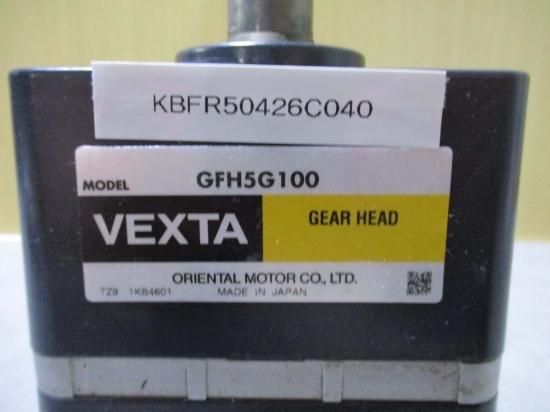 KBFR50426C040
MODEL GFH5G100
VEXTA GEAR HEAD
ORIENTAL MOTOR CO., LTD.
TZ9 1KB4601 MADE IN JAPAN